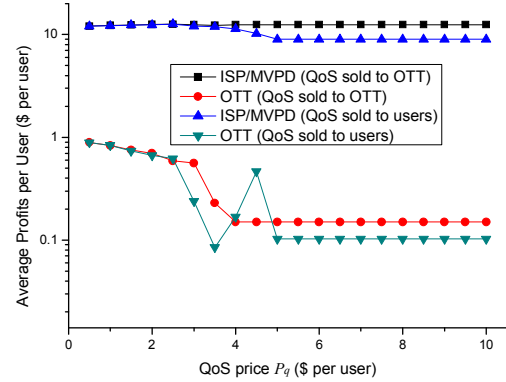 10
1
0.1
Average Profits per User ($ per user)
ISP/MVPD (QoS sold to OTT)
OTT (QoS sold to OTT)
ISP/MVPD (QoS sold to users)
OTT (QoS sold to users)
0 2 4 6 8 10
QoS price Pq ($ per user)